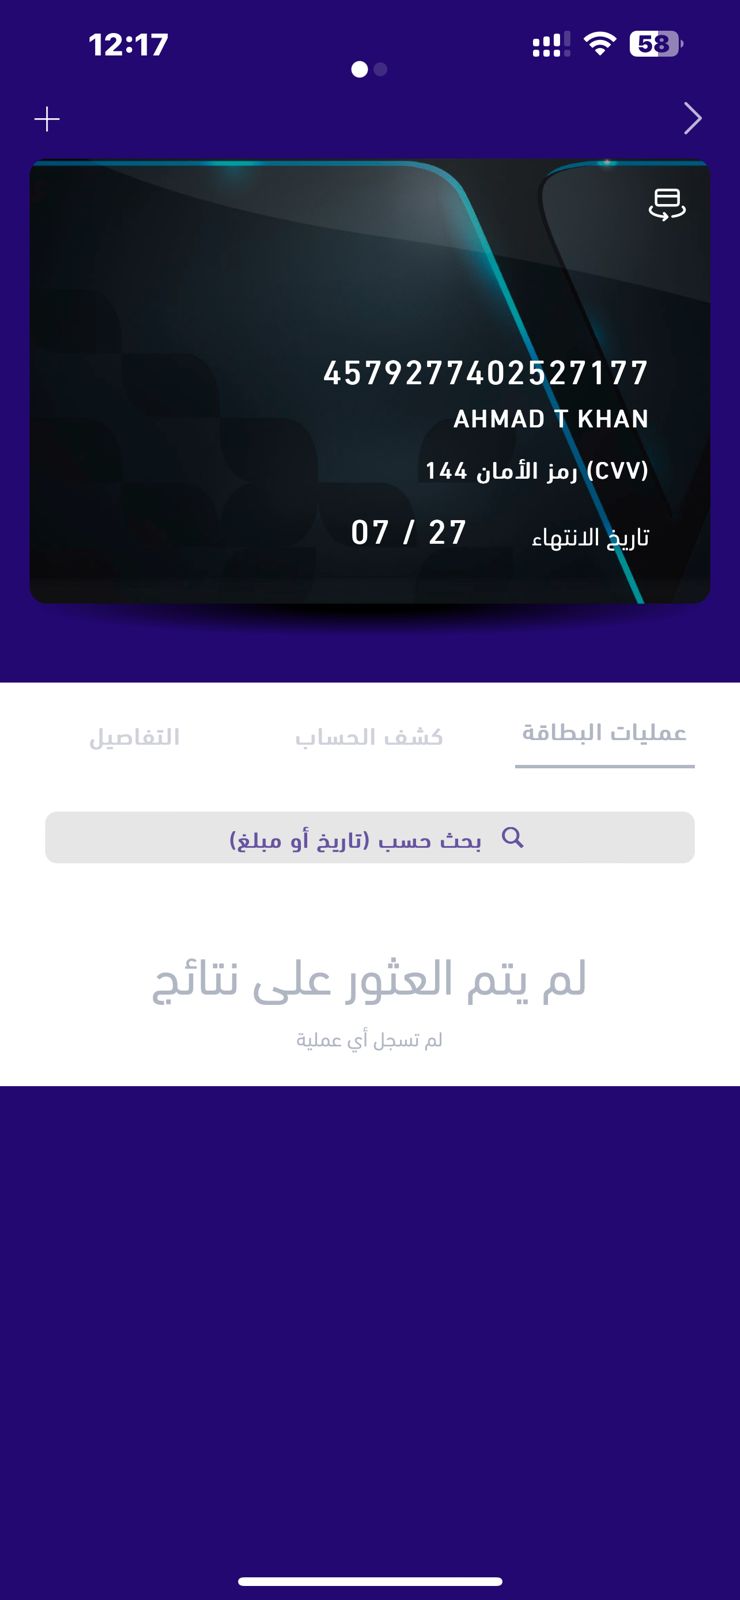 12:17
58
4579277402527177
AHMAD T KHAN
(CVV) رمز الأمان 144
تاريخ الانتهاء 07 / 27
عمليات البطاقة
كشف الحساب
التفاصيل
بحث حسب (تاريخ أو مبلغ)
لم يتم العثور على نتائج
لم تسجل أي عملية